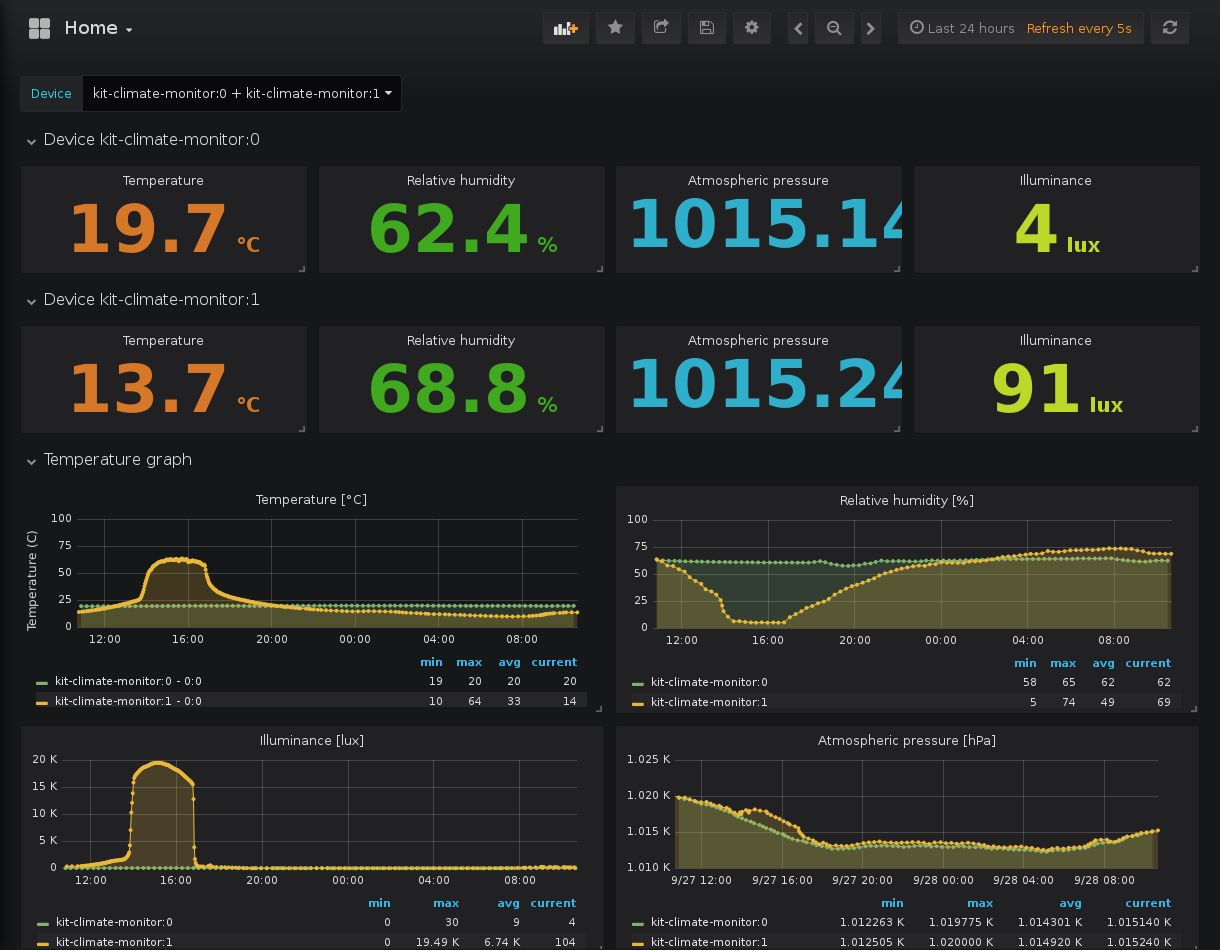 Home
Last 24 hours Refresh every 5s
Device kit-climate-monitor:0 + kit-climate-monitor:1
Device kit-climate-monitor:0
Temperature Relative humidity Atmospheric pressure Illuminance
19.7 °C 62.4 % 1015.14 4 lux
Device kit-climate-monitor:1
Temperature Relative humidity Atmospheric pressure Illuminance
13.7 °C 68.8 % 1015.24 91 lux
Temperature graph
Temperature [°C]
Temperature (C)
100
75
50
25
0
12:00 16:00 20:00 00:00 04:00 08:00
min max avg current
kit-climate-monitor:0 - 0:0 19 20 20 20
kit-climate-monitor:1 - 0:0 10 64 33 14
Relative humidity [%]
100
75
50
25
0
12:00 16:00 20:00 00:00 04:00 08:00
min max avg current
kit-climate-monitor:0 58 65 62 62
kit-climate-monitor:1 5 74 49 69
Illuminance [lux]
20 K
15 K
10 K
5 K
0
12:00 16:00 20:00 00:00 04:00 08:00
min max avg current
kit-climate-monitor:0 0 30 9 4
kit-climate-monitor:1 0 19.49 K 6.74 K 104
Atmospheric pressure [hPa]
1.025 K
1.020 K
1.015 K
1.010 K
9/27 12:00 9/27 16:00 9/27 20:00 9/28 00:00 9/28 04:00 9/28 08:00
min max avg current
kit-climate-monitor:0 1.012263 K 1.019775 K 1.014301 K 1.015140 K
kit-climate-monitor:1 1.012505 K 1.020000 K 1.014920 K 1.015240 K